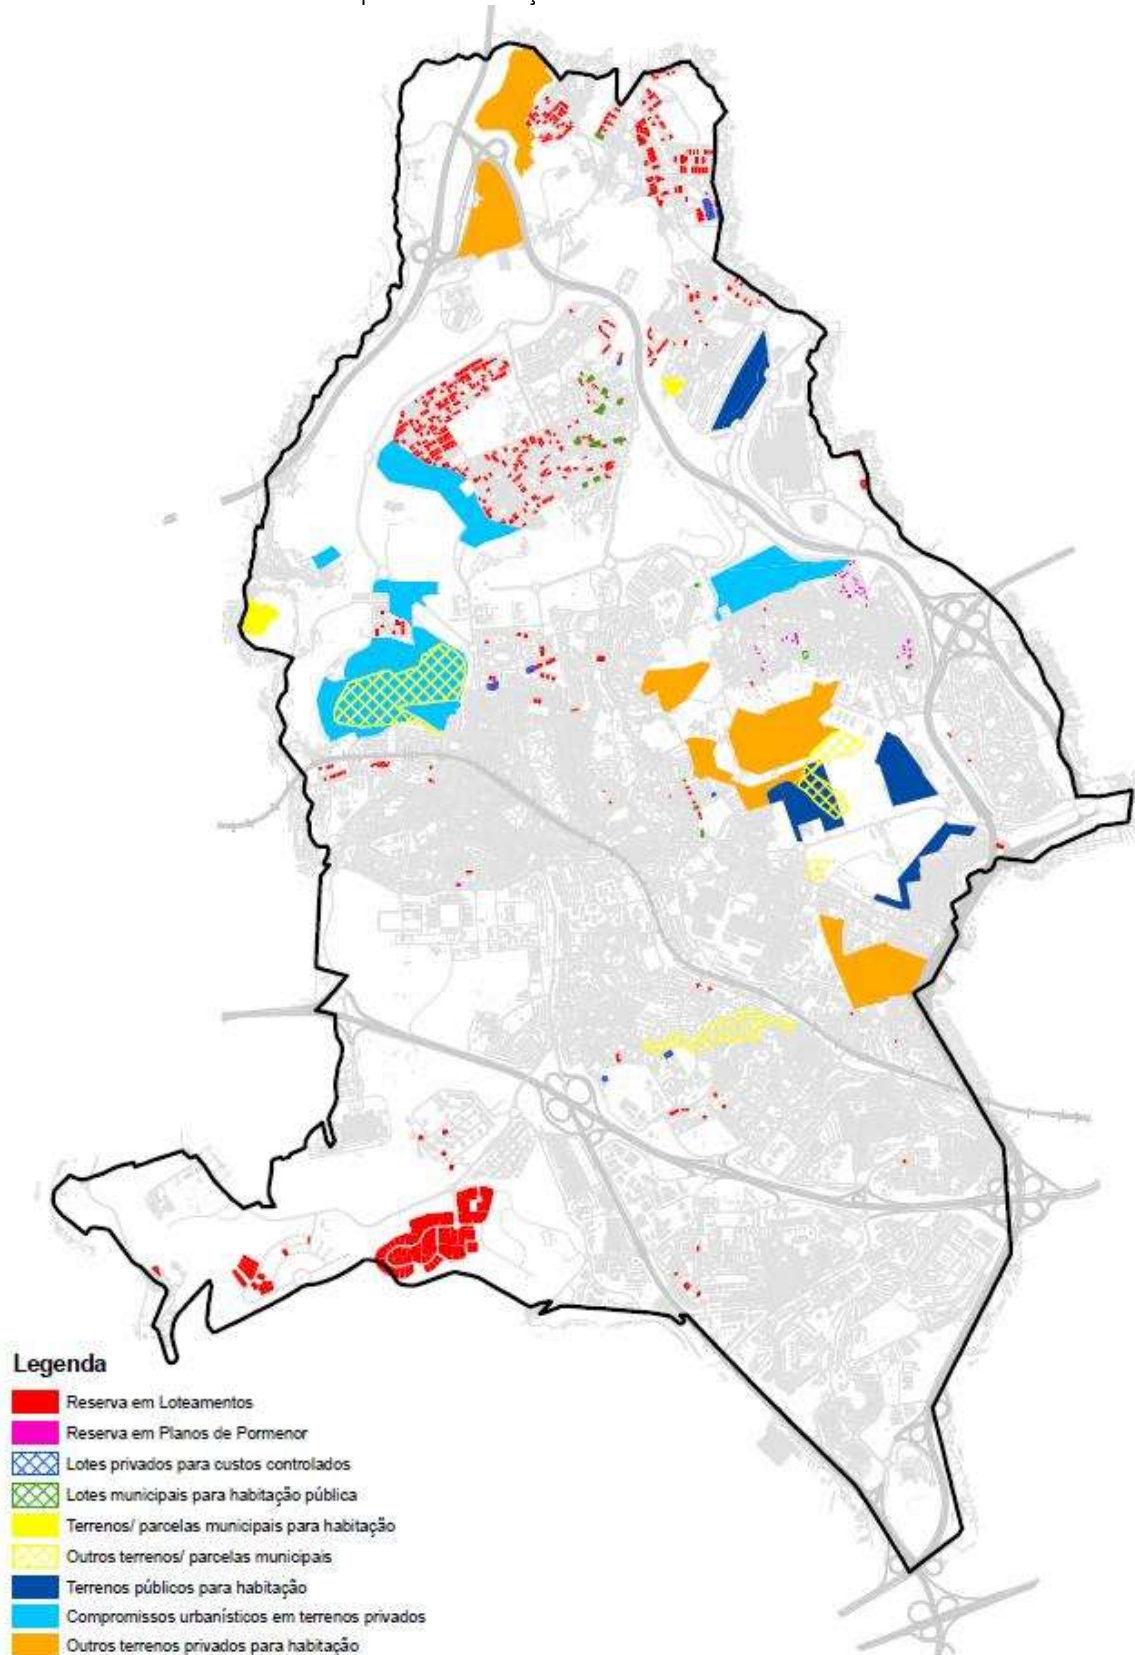 Legenda
Reserva em Loteamentos
Reserva em Planos de Pormenor
Lotes privados para custos controlados
Lotes municipais para habitação pública
Terrenos/ parcelas municipais para habitação
Outros terrenos/ parcelas municipais
Terrenos públicos para habitação
Compromissos urbanísticos em terrenos privados
Outros terrenos privados para habitação